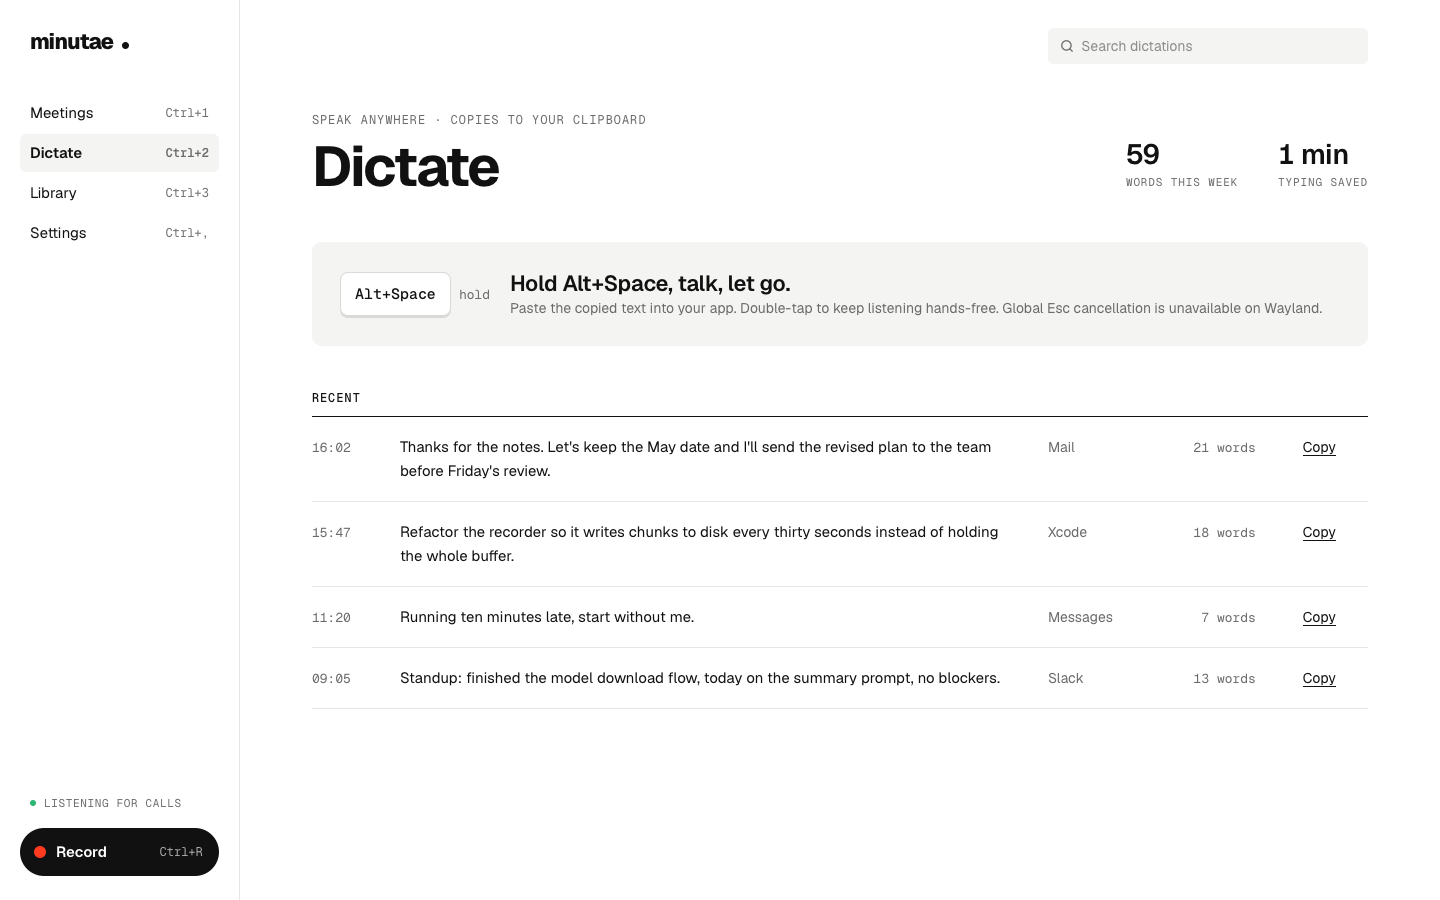 minutae
Meetings Ctrl+1
Dictate Ctrl+2
Library Ctrl+3
Settings Ctrl+,
LISTENING FOR CALLS
Record Ctrl+R
Search dictations
SPEAK ANYWHERE · COPIES TO YOUR CLIPBOARD
Dictate
59
WORDS THIS WEEK
1 min
TYPING SAVED
Alt+Space hold
Hold Alt+Space, talk, let go.
Paste the copied text into your app. Double-tap to keep listening hands-free. Global Esc cancellation is unavailable on Wayland.
RECENT
16:02 Thanks for the notes. Let's keep the May date and I'll send the revised plan to the team Mail 21 words Copy
before Friday's review.
15:47 Refactor the recorder so it writes chunks to disk every thirty seconds instead of holding Xcode 18 words Copy
the whole buffer.
11:20 Running ten minutes late, start without me. Messages 7 words Copy
09:05 Standup: finished the model download flow, today on the summary prompt, no blockers. Slack 13 words Copy